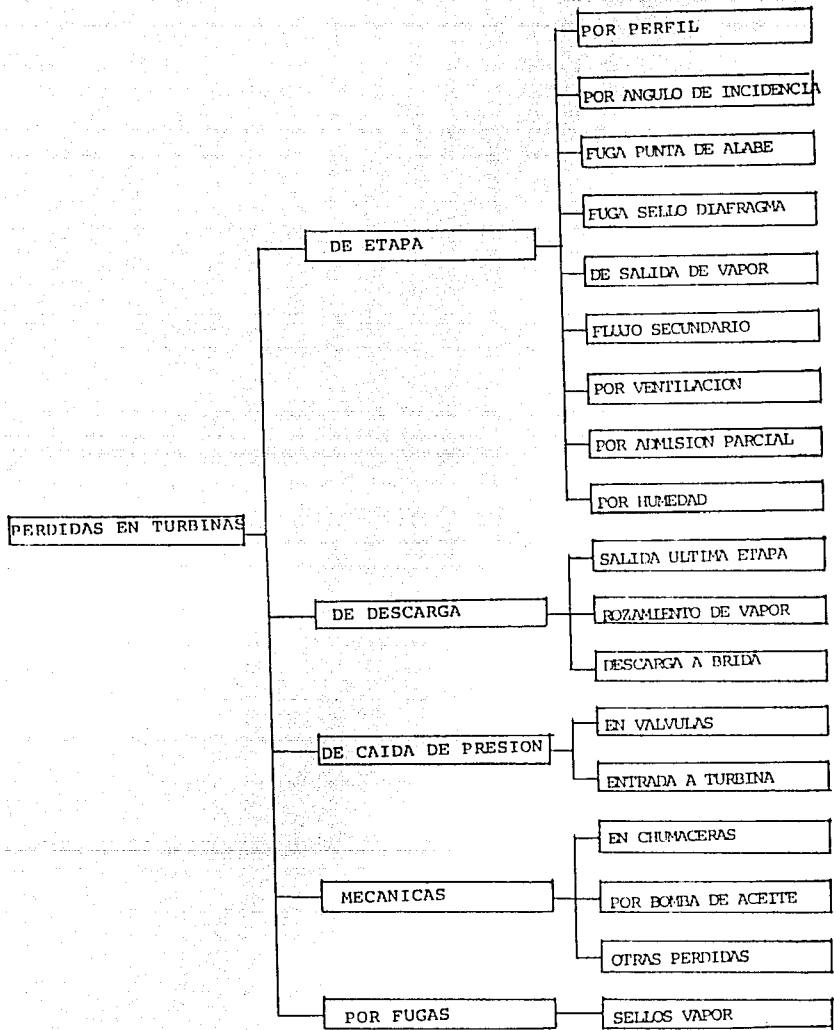 POR PERFIL
POR ANGULO DE INCIDENCIA
FUGA PUNTA DE ALABE
FUGA SELLO DIAFRAGMA
DE ETAPA
DE SALIDA DE VAPOR
FLUJO SECUNDARIO
POR VENTILACION
POR ADMISION PARCIAL
POR HUMEDAD
PERDIDAS EN TURBINAS
SALIDA ULTIMA ETAPA
DE DESCARGA
ROZAMIENTO DE VAPOR
DESCARGA A BRIDA
EN VALVULAS
DE CAIDA DE PRESION
ENTRADA A TURBINA
EN CHUMACERAS
MECANICAS
POR BOMBA DE ACEITE
OTRAS PERDIDAS
POR FUGAS
SELLOS VAPOR